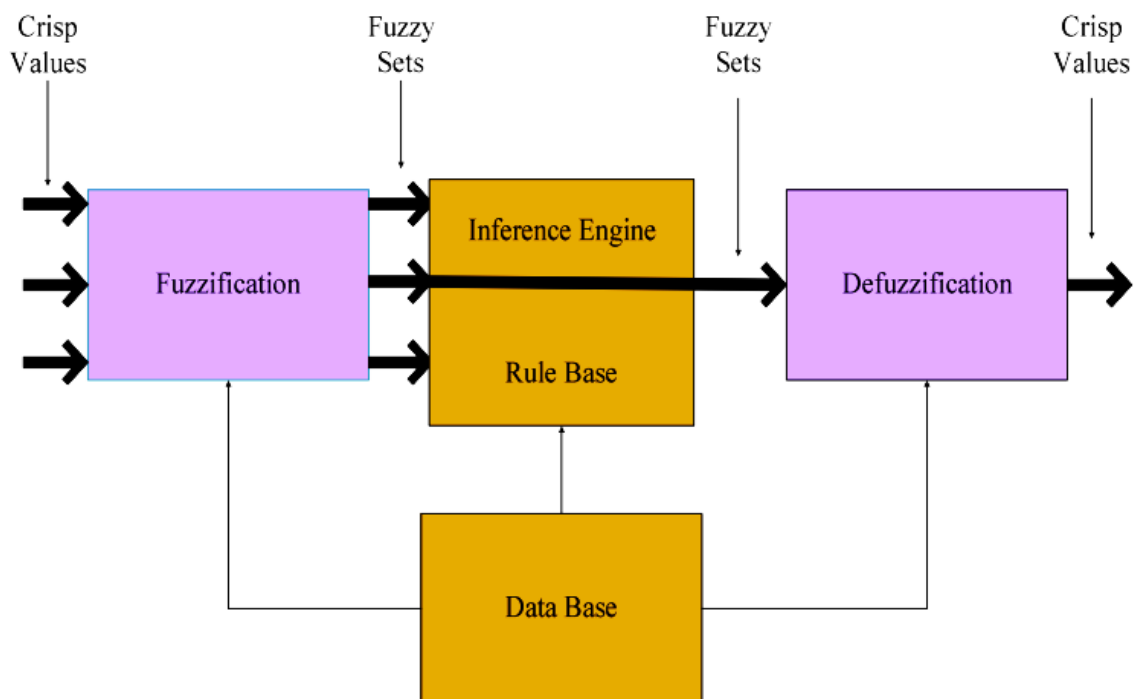 Crisp
Values
Fuzzy
Sets
Fuzzy
Sets
Crisp
Values
Fuzzification
Inference Engine
Rule Base
Defuzzification
Data Base